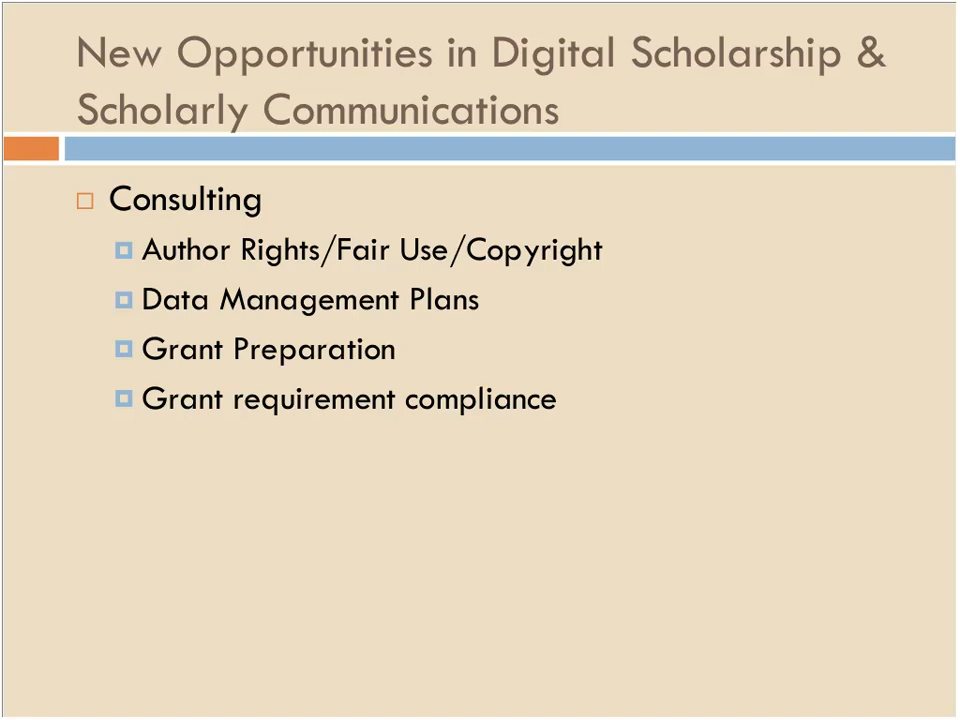 New Opportunities in Digital Scholarship &
Scholarly Communications
Consulting
Author Rights/Fair Use/Copyright
Data Management Plans
Grant Preparation
Grant requirement compliance